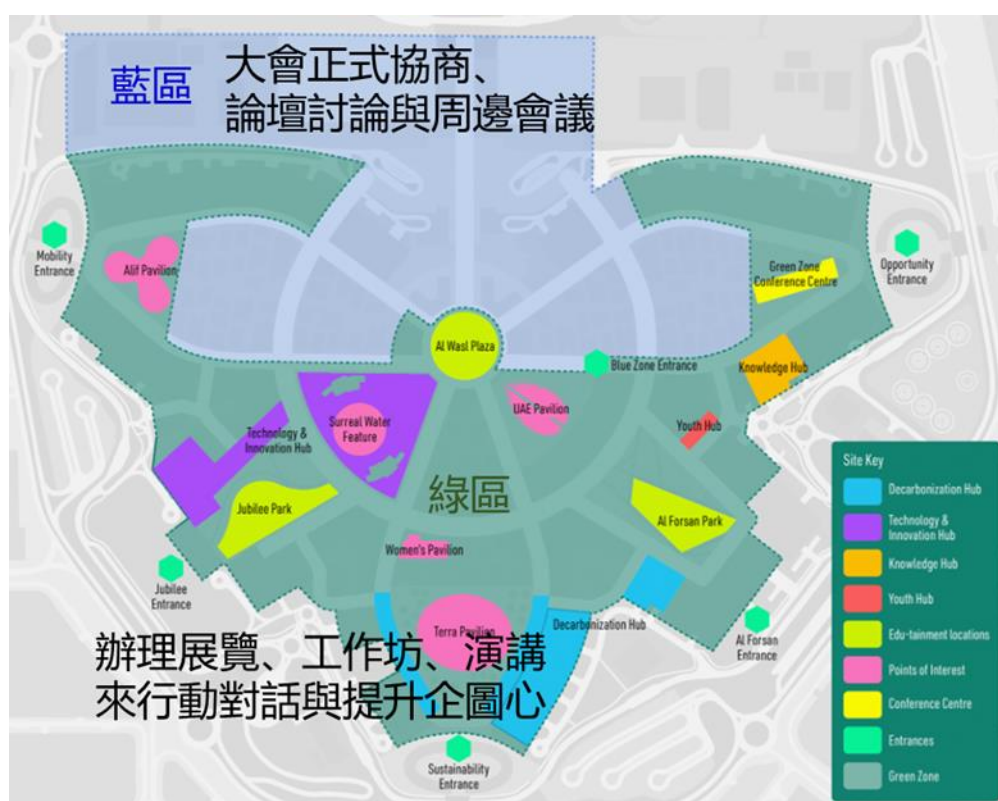 藍區
大會正式協商、
論壇討論與周邊會議
Mobility
Entrance
Alif Pavilion
Green Zone
Conference Centre
Opportunity
Entrance
Al Wasl Plaza
Blue Zone Entrance
Knowledge Hub
UAE Pavilion
Surreal Water
Feature
Technology &
Innovation Hub
Youth Hub
綠區
Jubilee Park
Al Forsan Park
Women's Pavilion
Jubilee
Entrance
Terra Pavilion
Decarbonization Hub
Al Forsan
Entrance
辦理展覽、工作坊、演講
來行動對話與提升企圖心
Sustainability
Entrance
Site Key
Decarbonization Hub
Technology &
Innovation Hub
Knowledge Hub
Youth Hub
Edu-tainment locations
Points of Interest
Conference Centre
Entrances
Green Zone